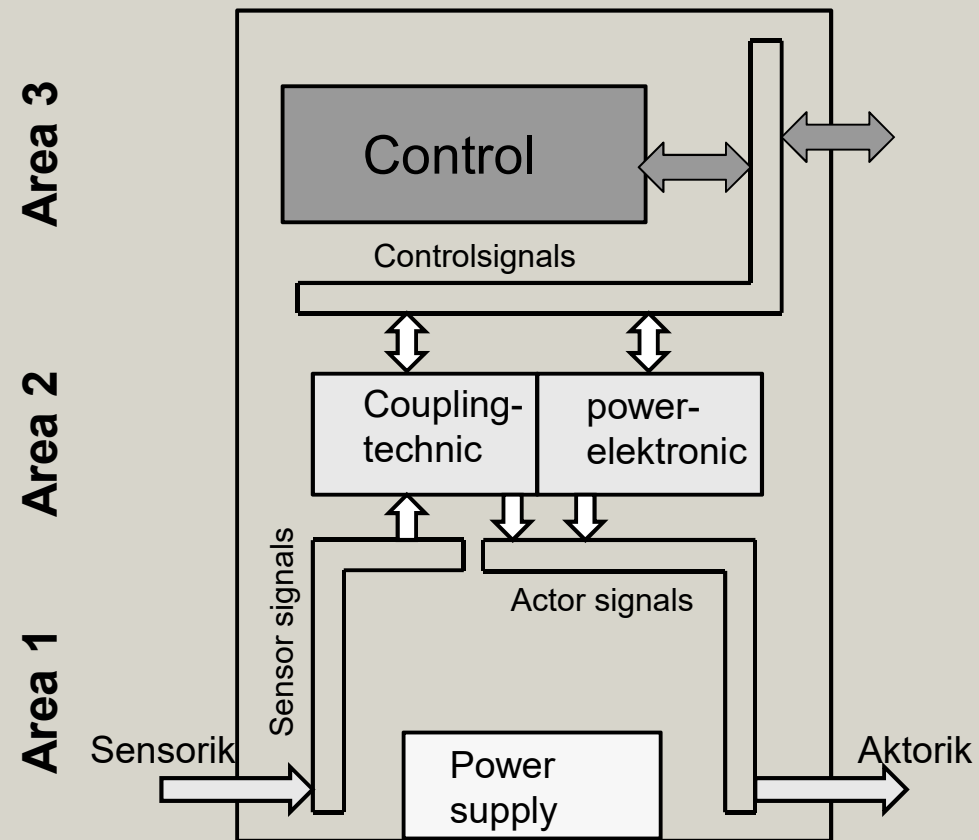 Area 3
Control
Controlsignals
Area 2
Coupling-
technic
power-
elektronic
Sensor signals
Actor signals
Area 1
Sensorik
Aktorik
Power
supply